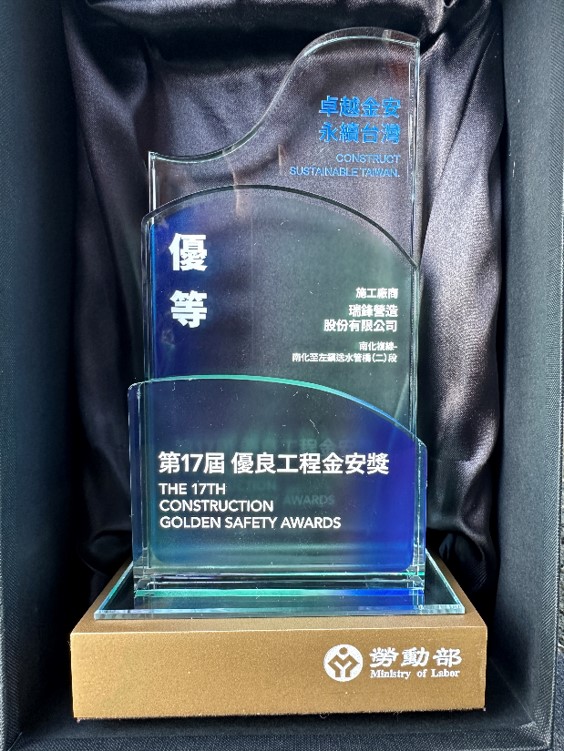 卓越金安
永續台灣
CONSTRUCT
SUSTAINABLE TAIWAN.
優
等
施工廠商
瑞鋒營造
股份有限公司
南化複線-
南化至左鎮送水管橋(二)段
第17屆 優良工程金安獎
THE 17TH
CONSTRUCTION
GOLDEN SAFETY AWARDS
勞動部
Ministry of Labor